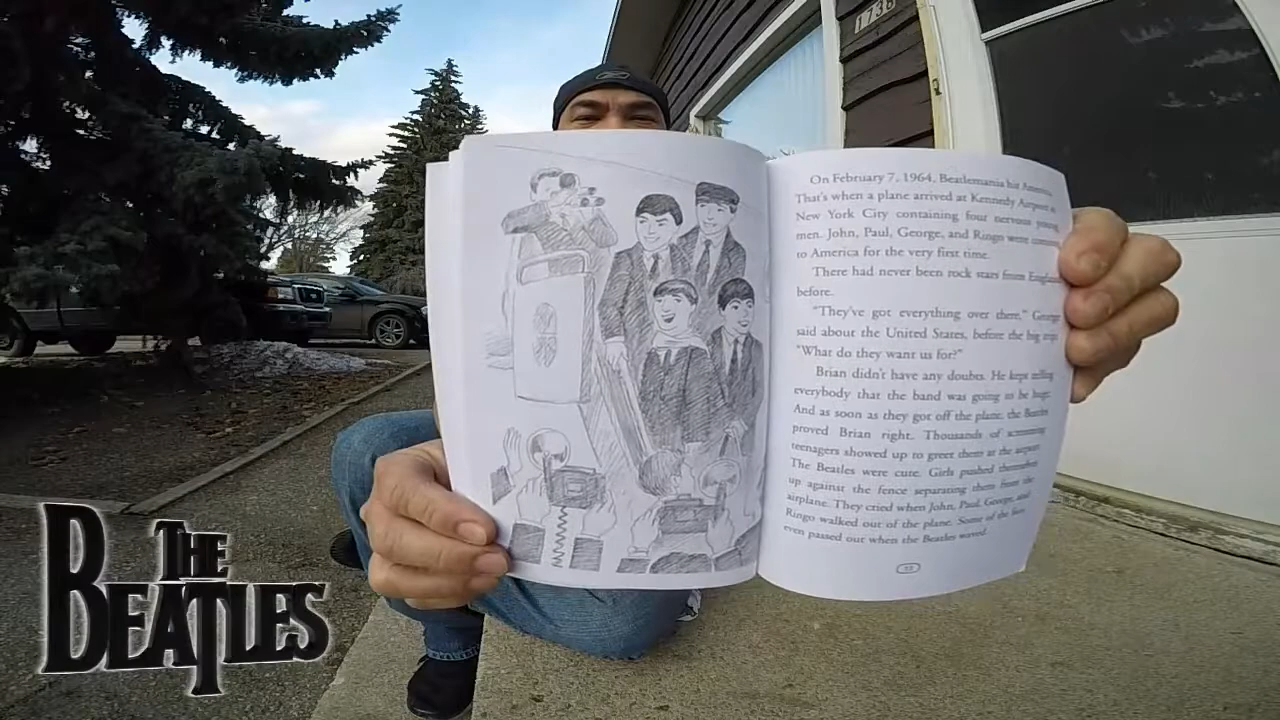 1738
On February 7, 1964, Beatlemania hit America.
That's when a plane arrived at Kennedy Airport in
New York City containing four nervous young
men. John, Paul, George, and Ringo were coming
to America for the very first time.
There had never been rock stars from England
before.
"They've got everything over there," George
said about the United States, before the big trip.
"What do they want us for?"
Brian didn't have any doubts. He kept telling
everybody that the band was going to be huge.
And as soon as they got off the plane, the Beatles
proved Brian right. Thousands of screaming
teenagers showed up to greet them at the airport.
The Beatles were cute. Girls pushed themselves
up against the fence separating them from the
airplane. They cried when John, Paul, George, and
Ringo walked out of the plane. Some of the fans
even passed out when the Beatles waved.
THE
BEATLES